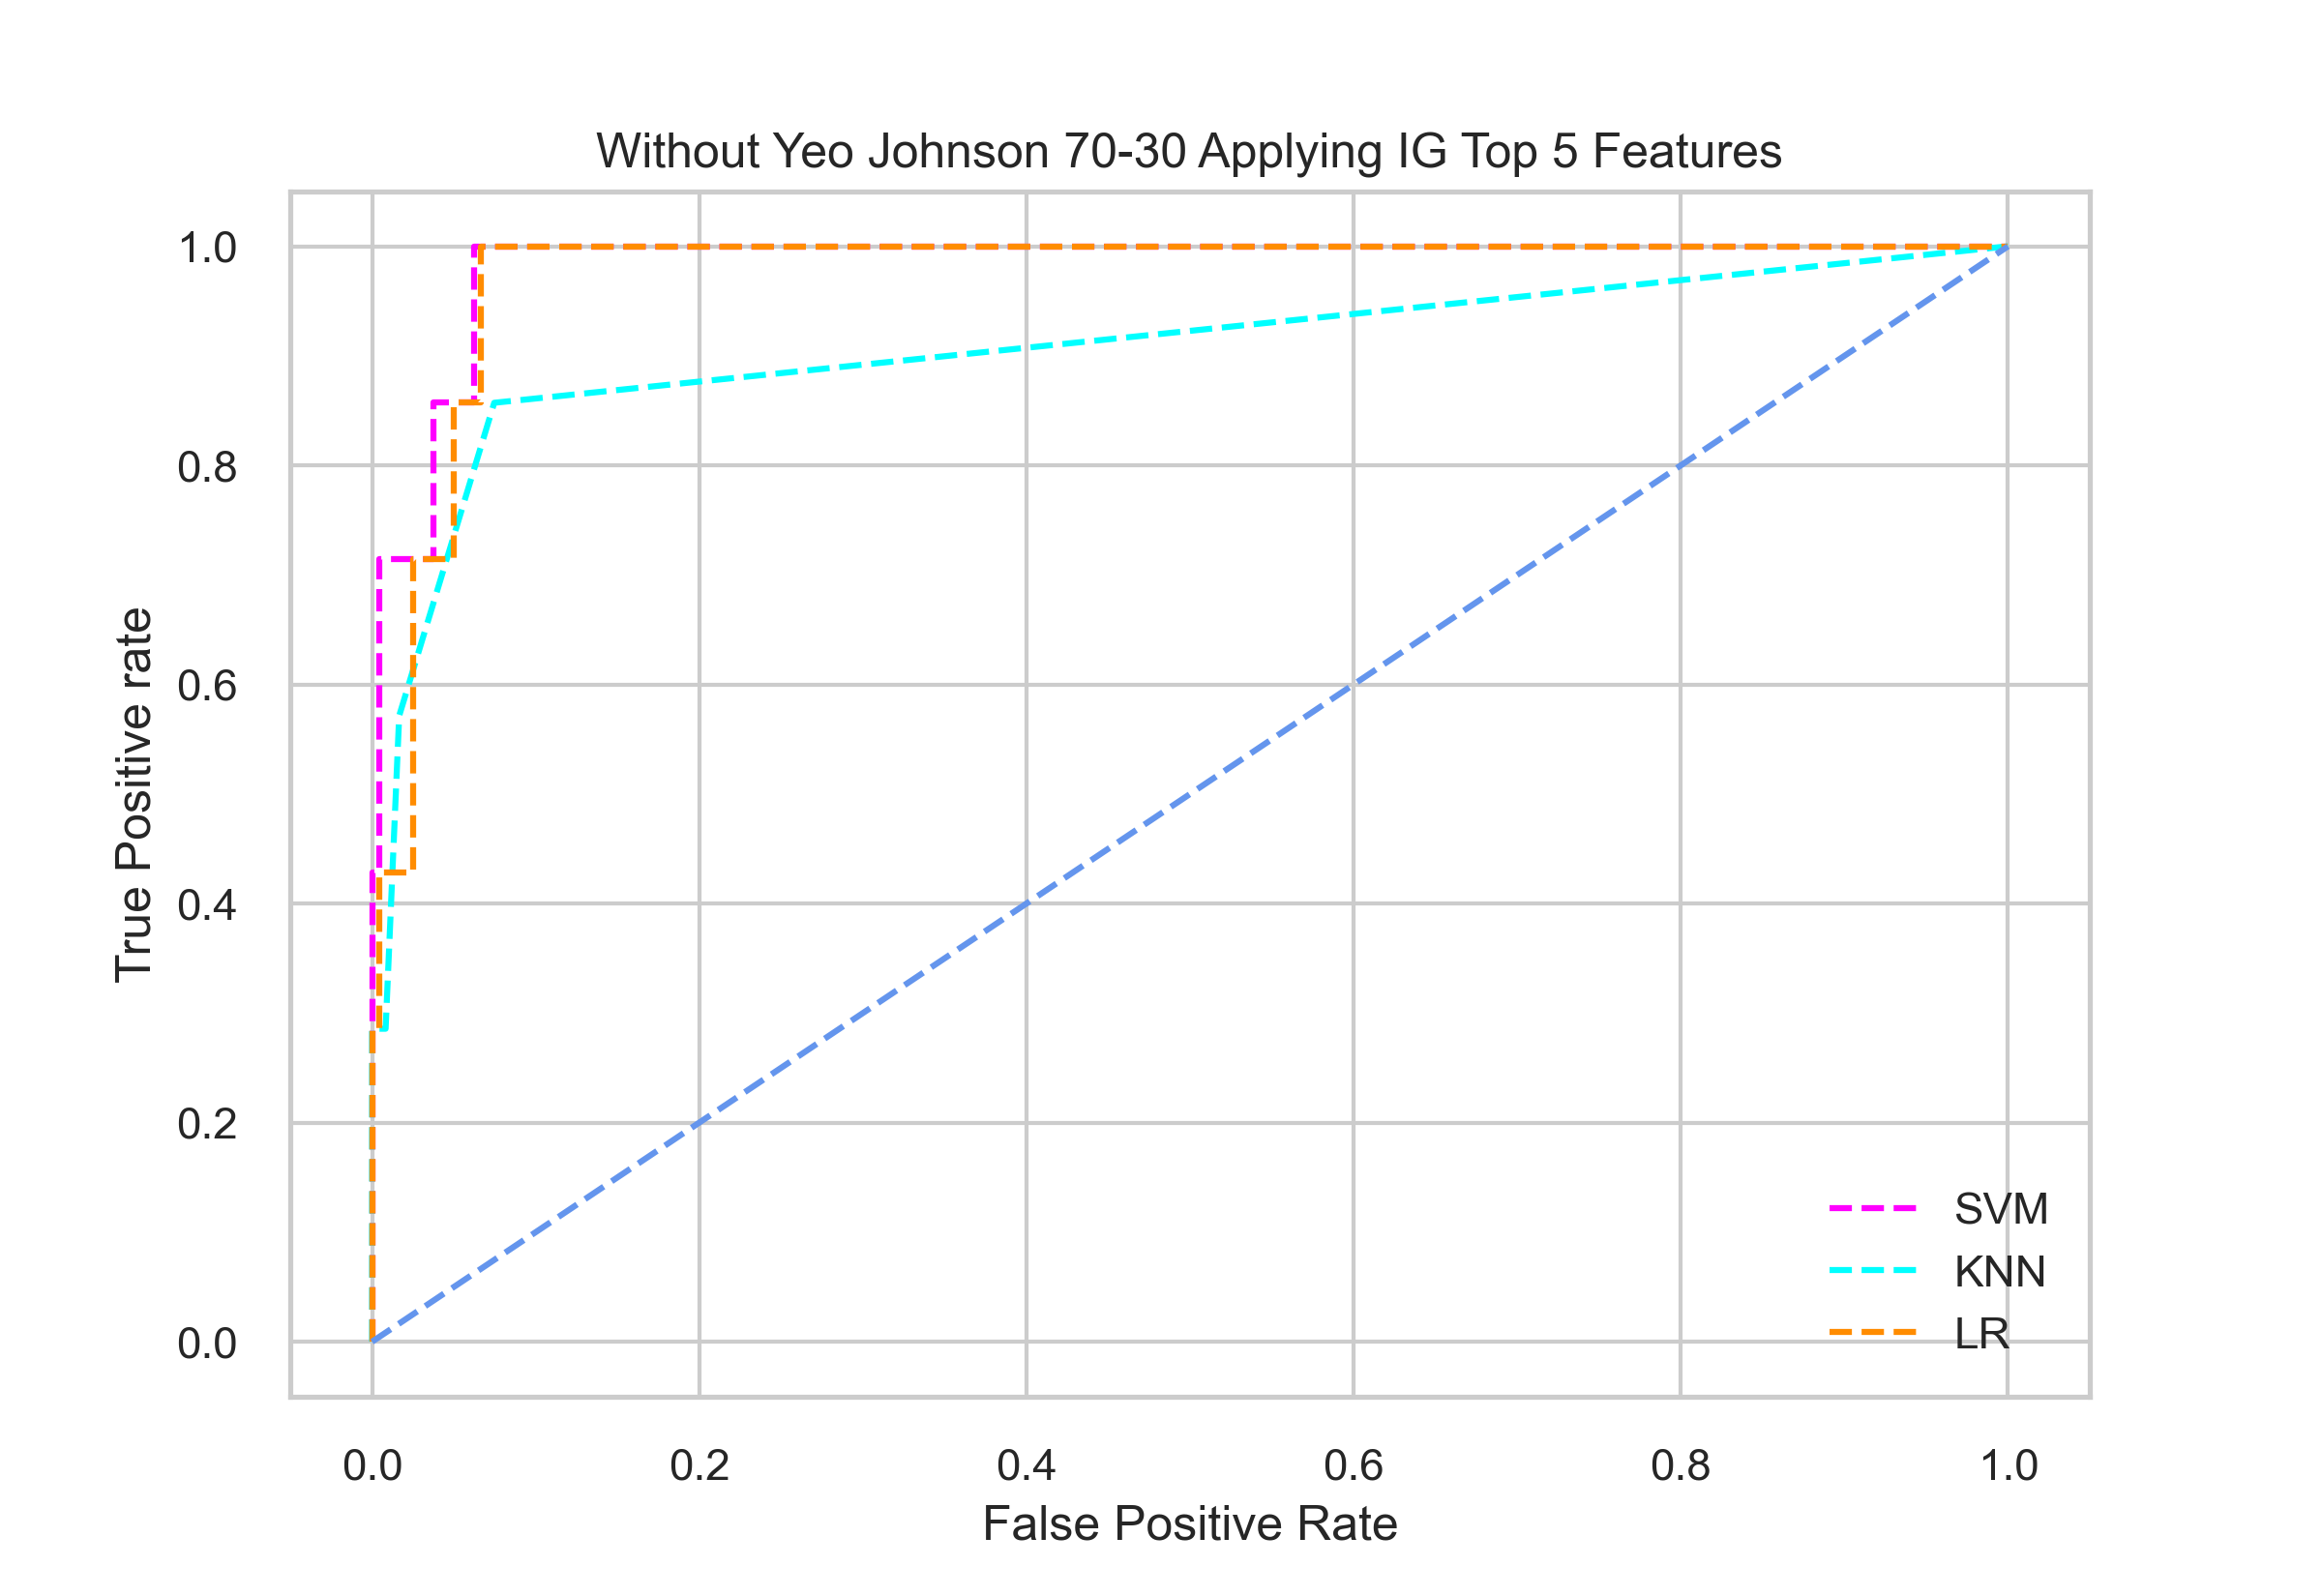 Without Yeo Johnson 70-30 Applying IG Top 5 Features
1.0
0.8
0.6
0.4
0.2
0.0
True Positive rate
SVM
KNN
LR
0.0 0.2 0.4 0.6 0.8 1.0
False Positive Rate